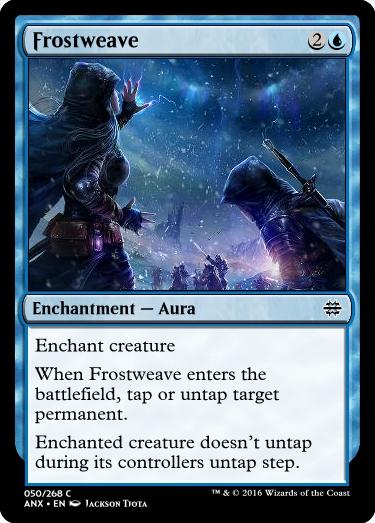 Frostweave 2
Enchantment — Aura
Enchant creature
When Frostweave enters the
battlefield, tap or untap target
permanent.
Enchanted creature doesn't untap
during its controllers untap step.
050/268 C
™ & © 2016 Wizards of the Coast
ANX • EN Jackson Tjota